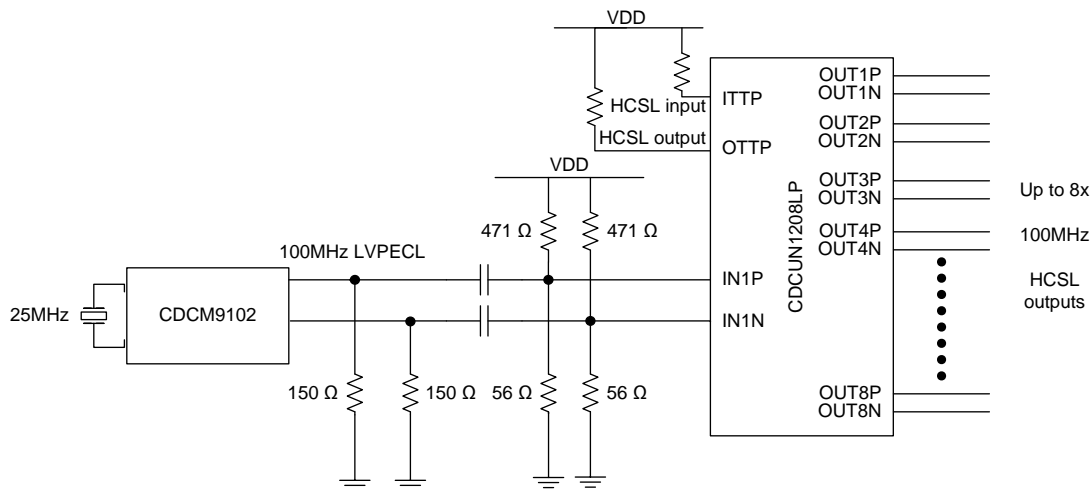 VDD
HCSL input
HCSL output
VDD
471 Ω
471 Ω
100MHz LVPECL
25MHz
CDCM9102
150 Ω
150 Ω
56 Ω
56 Ω
ITTP
OTTP
IN1P
IN1N
CDCUN1208LP
OUT1P
OUT1N
OUT2P
OUT2N
OUT3P
OUT3N
OUT4P
OUT4N
OUT8P
OUT8N
Up to 8x
100MHz
HCSL
outputs